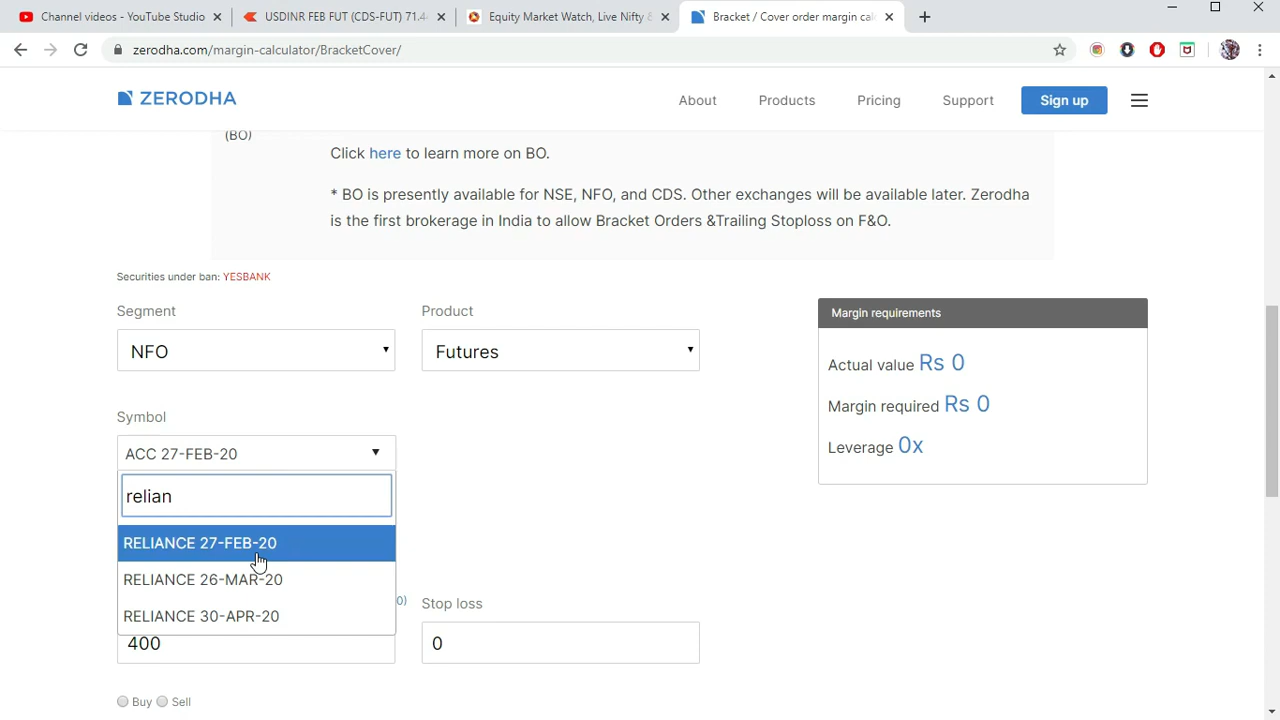 Channel videos - YouTube Studio
USDINR FEB FUT (CDS-FUT) 71.4
Equity Market Watch, Live Nifty &
Bracket / Cover order margin cal
zerodha.com/margin-calculator/BracketCover/
ZERODHA
About
Products
Pricing
Support
Sign up
(BO)
Click here to learn more on BO.
* BO is presently available for NSE, NFO, and CDS. Other exchanges will be available later. Zerodha
is the first brokerage in India to allow Bracket Orders &Trailing Stoploss on F&O.
Securities under ban: YESBANK
Segment
Product
Margin requirements
NFO
Futures
Actual value Rs 0
Margin required Rs 0
Leverage 0x
Symbol
ACC 27-FEB-20
relian
RELIANCE 27-FEB-20
RELIANCE 26-MAR-20
RELIANCE 30-APR-20
0)
Stop loss
400
0
Buy
Sell